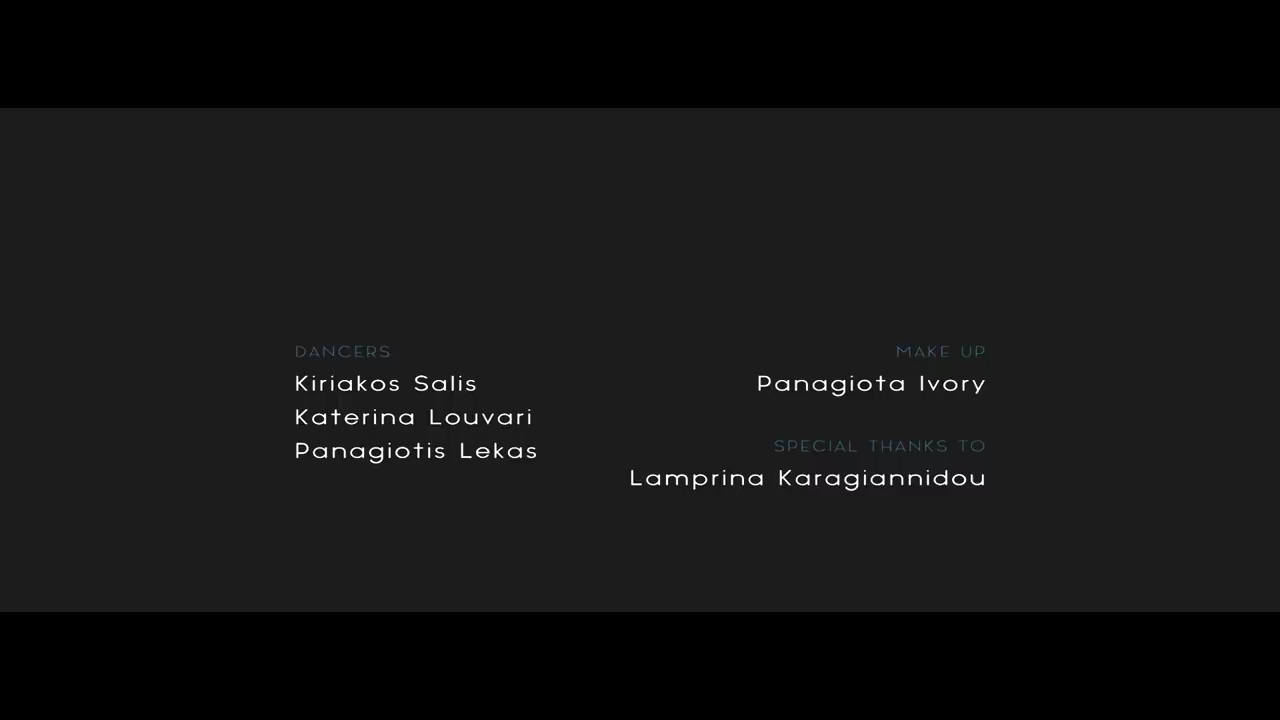 DANCERS
Kiriakos Salis
Katerina Louvari
Panagiotis Lekas
MAKE UP
Panagiota Ivory
SPECIAL THANKS TO
Lamprina Karagiannidou